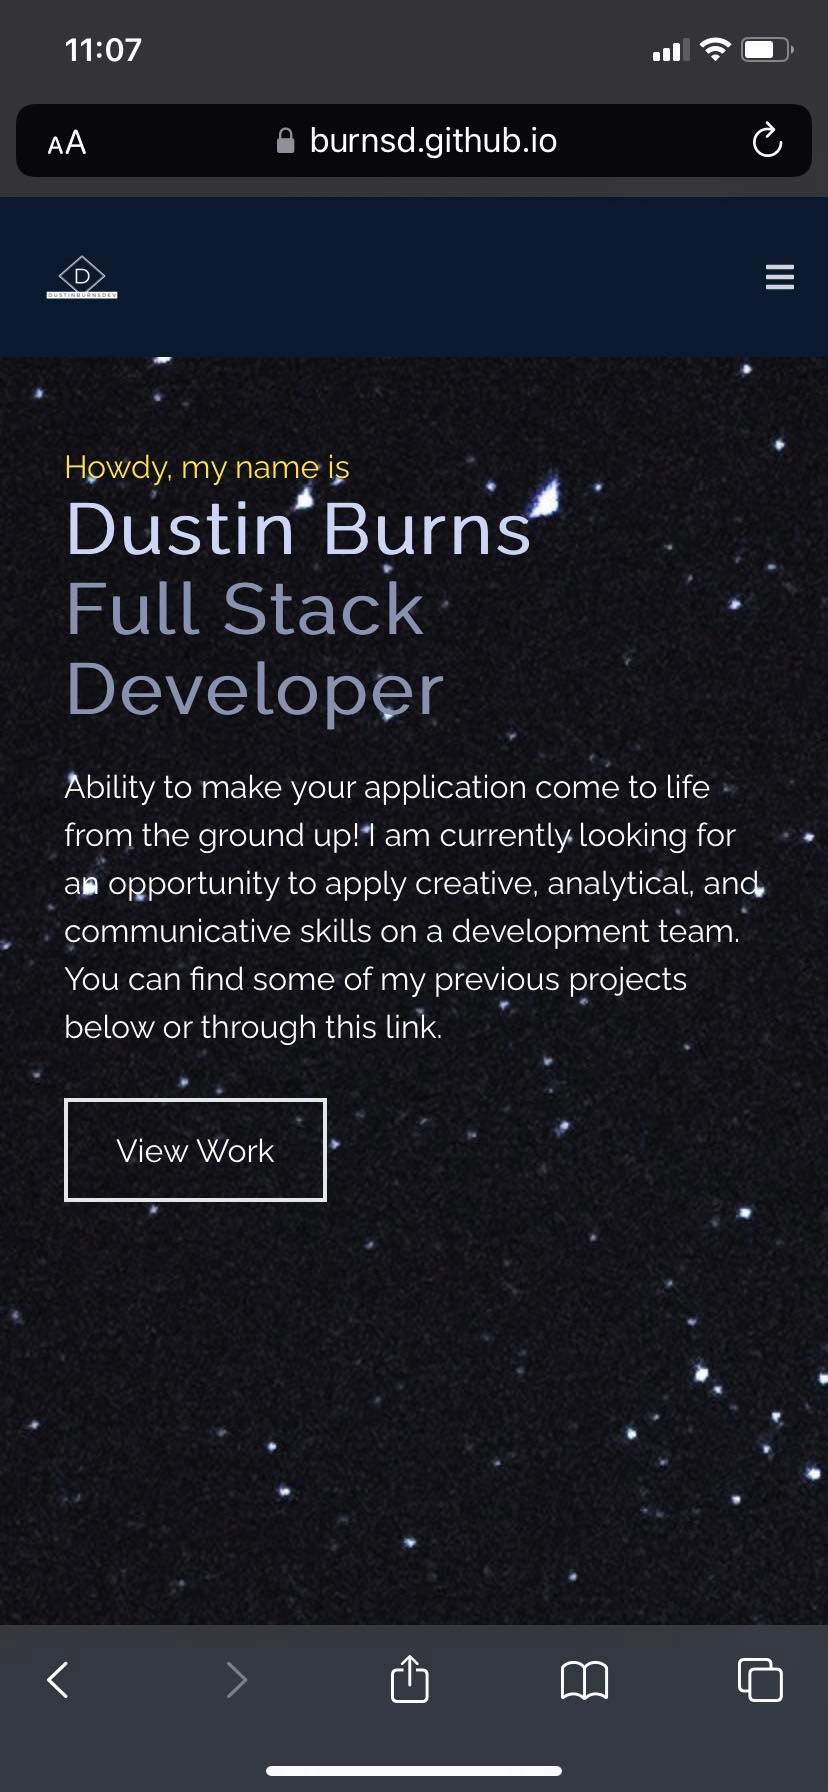 11:07
AA
burnsd.github.io
D
DUSTINBURNSDEV
Howdy, my name is
Dustin Burns
Full Stack
Developer
Ability to make your application come to life
from the ground up! I am currently looking for
an opportunity to apply creative, analytical, and
communicative skills on a development team.
You can find some of my previous projects
below or through this link.
View Work